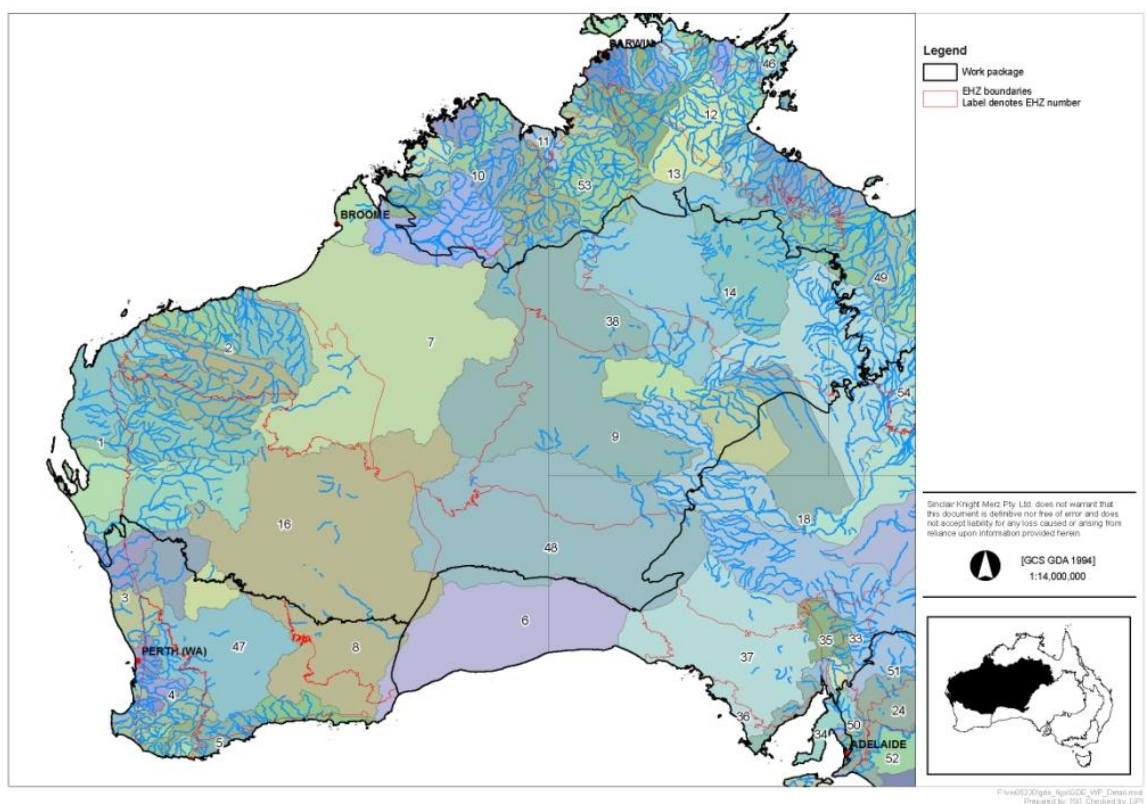 DARWIN
46
12
11
10
53
13
BROOME
49
14
38
7
2
54
9
1
16
18
48
3
6
47
8
35
33
37
PERTH (WA)
51
4
24
36
5
34
50
ADELAIDE
52
Legend
Work package
EHZ boundaries
Label denotes EHZ number
Sinclair Knight Merz Pty Ltd does not warrant that
this document is definitive nor free of error and does
not accept liability for any loss caused or arising from
reliance upon information provided herein.
[GCS GDA 1994]
1:14,000,000